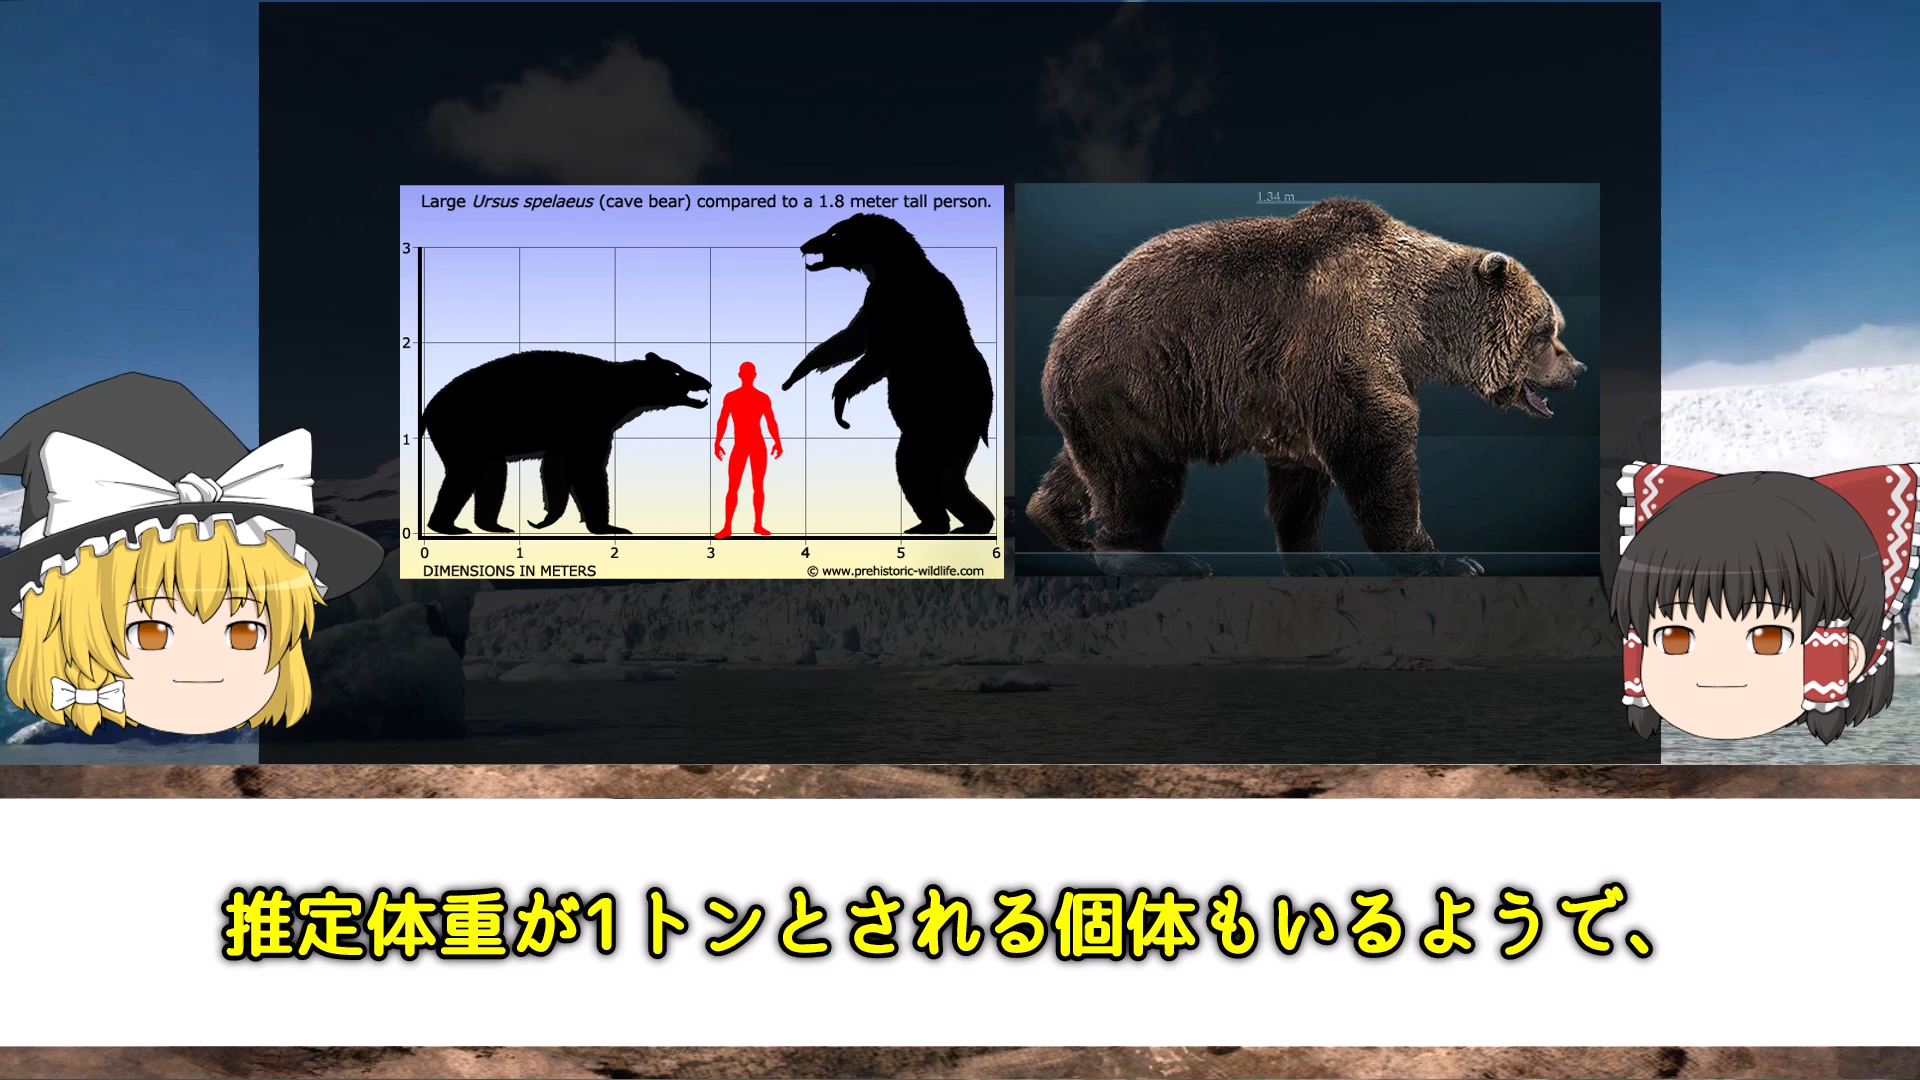 Large Ursus spelaeus (cave bear) compared to a 1.8 meter tall person.
3
2
1
0
0 1 2 3 4 5 6
DIMENSIONS IN METERS
© www.prehistoric-wildlife.com
1.34 m
推定体重が1トンとされる個体もいるようで、